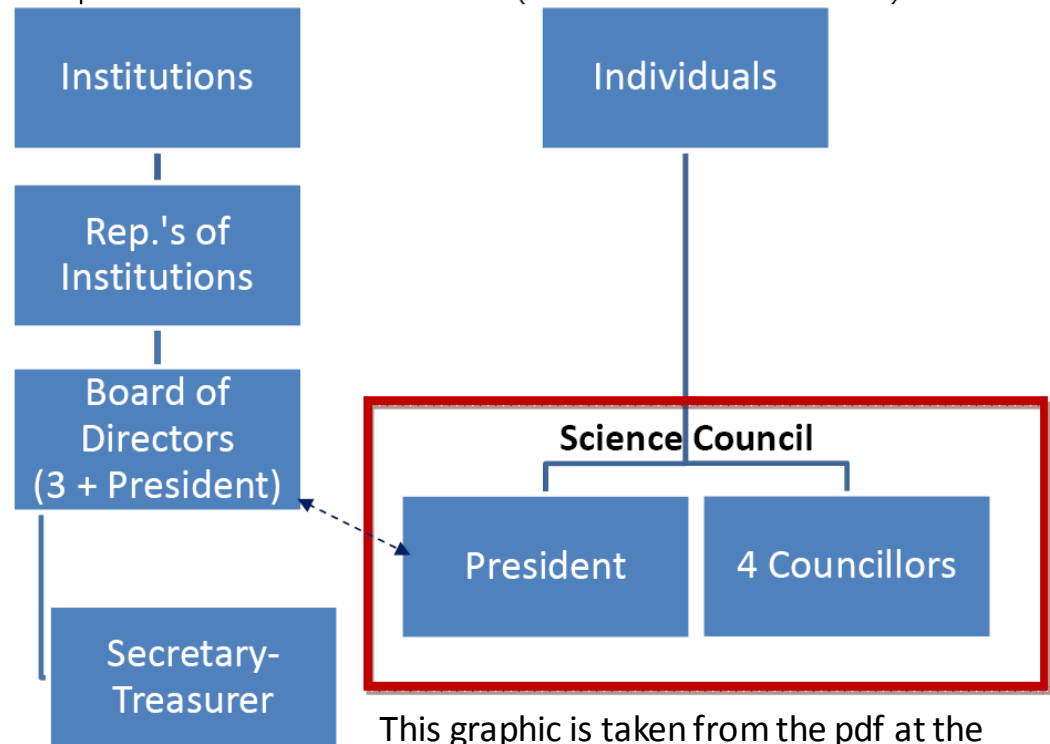 Institutions
Individuals
Rep.'s of
Institutions
Board of
Directors
(3 + President)
Science Council
President
4 Councillors
Secretary-
Treasurer
This graphic is taken from the pdf at the